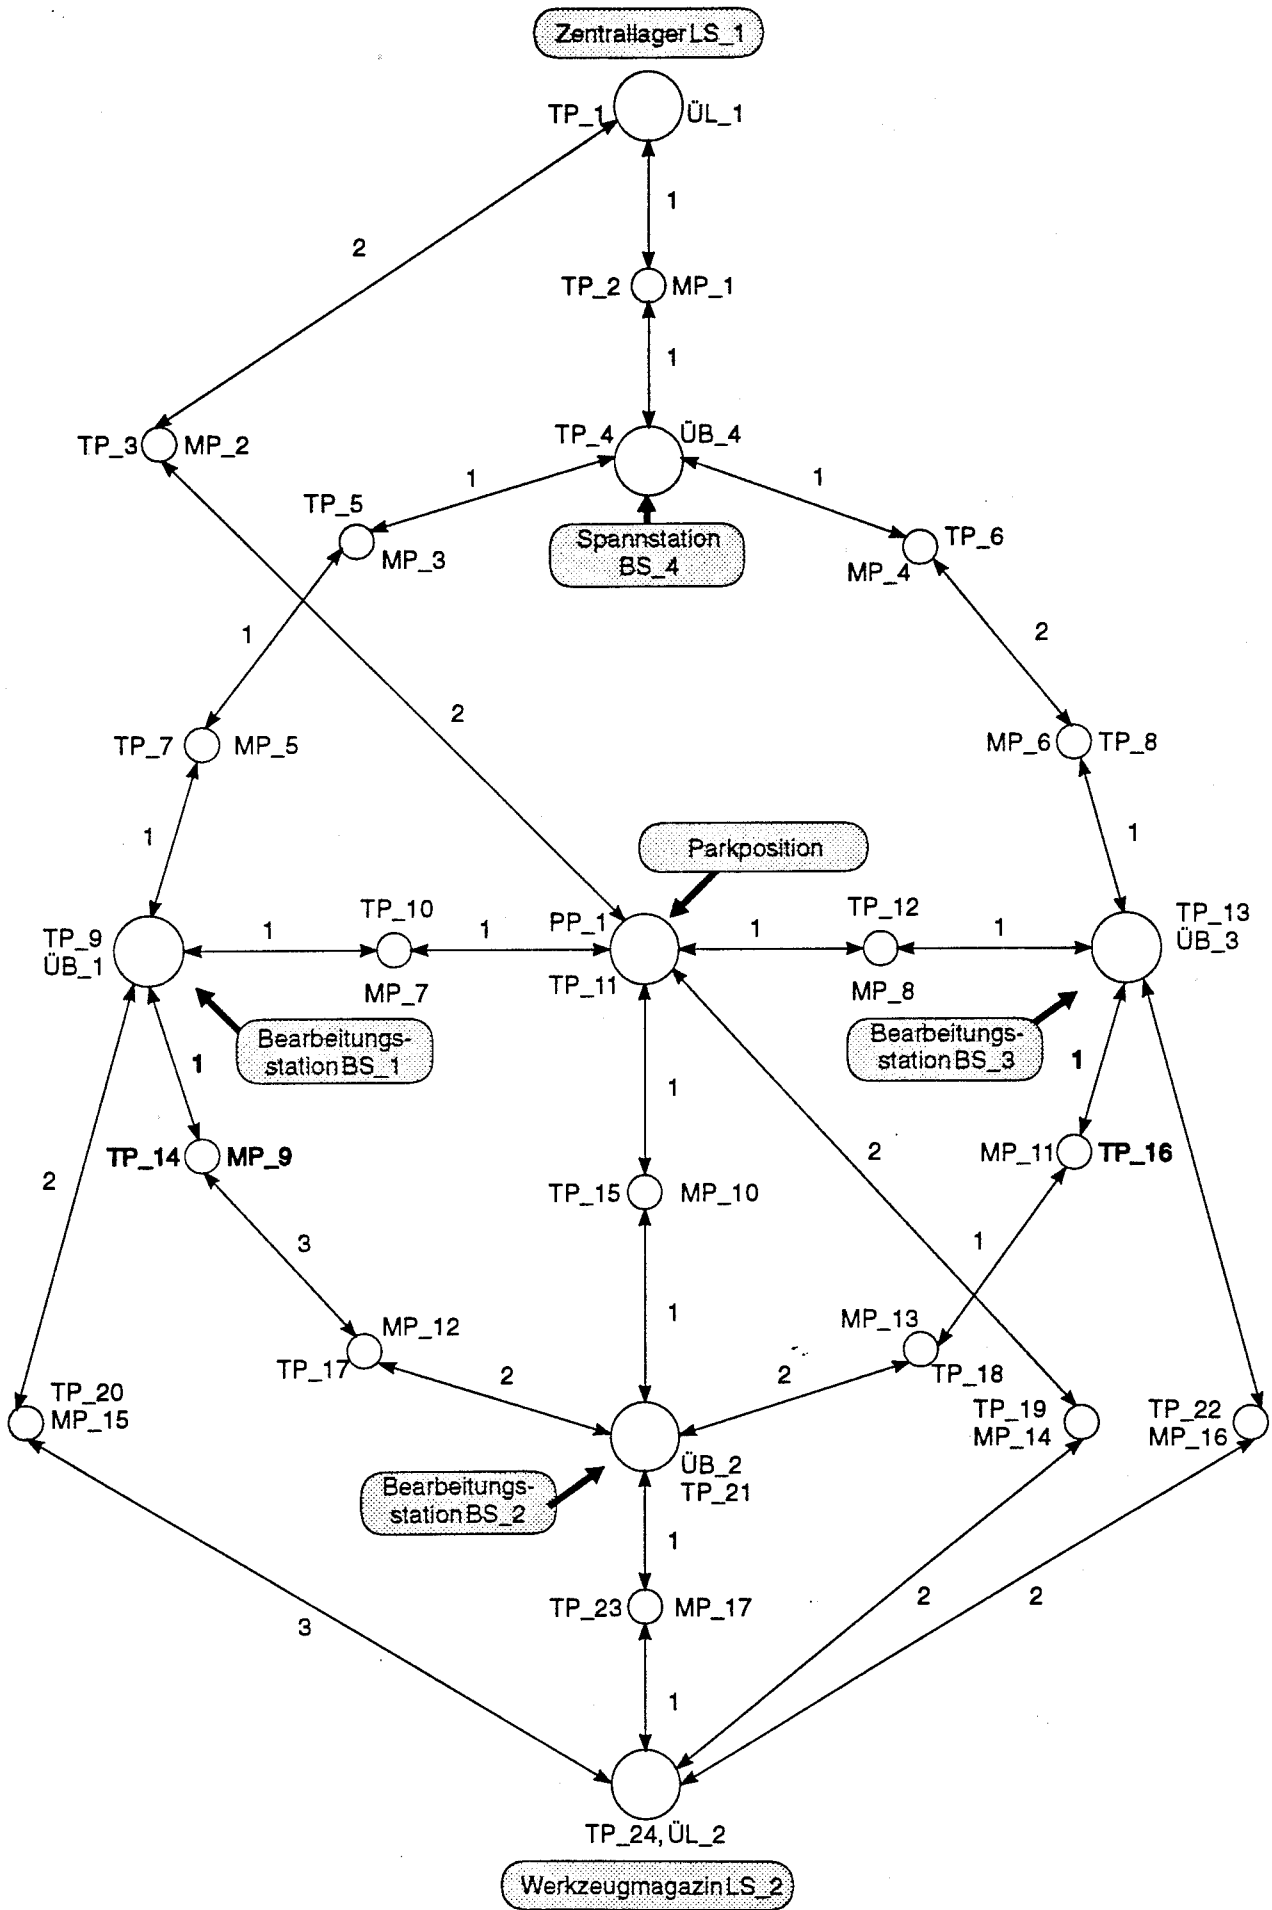 Zentrallager LS_1
TP_1 ÜL_1
1
2
TP_2 MP_1
1
TP_3 MP_2
TP_4 ÜB_4
1
1
TP_5
MP_3
Spannstation
BS_4
TP_6
MP_4
1
2
2
TP_7 MP_5
MP_6 TP_8
1
1
Parkposition
TP_9
ÜB_1
1
TP_10
MP_7
1
PP_1
TP_11
1
TP_12
MP_8
1
TP_13
ÜB_3
Bearbeitungs-
station BS_1
Bearbeitungs-
station BS_3
1
1
1
TP_14 MP_9
2
MP_11 TP_16
2
TP_15 MP_10
3
1
1
MP_12
TP_17
MP_13
TP_18
2
2
TP_20
MP_15
TP_19
MP_14
TP_22
MP_16
ÜB_2
TP_21
Bearbeitungs-
station BS_2
1
TP_23 MP_17
2
2
3
1
TP_24, ÜL_2
Werkzeugmagazin LS_2